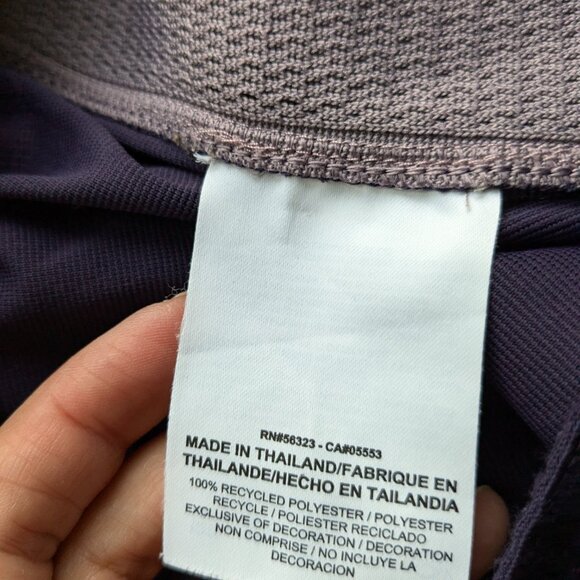 RN#56323 - CA#05553
MADE IN THAILAND/FABRIQUE EN
THAILANDE/HECHO EN TAILANDIA
100% RECYCLED POLYESTER / POLYESTER
RECYCLE / POLIESTER RECICLADO
EXCLUSIVE OF DECORATION / DECORATION
NON COMPRISE / NO INCLUYE LA
DECORACION